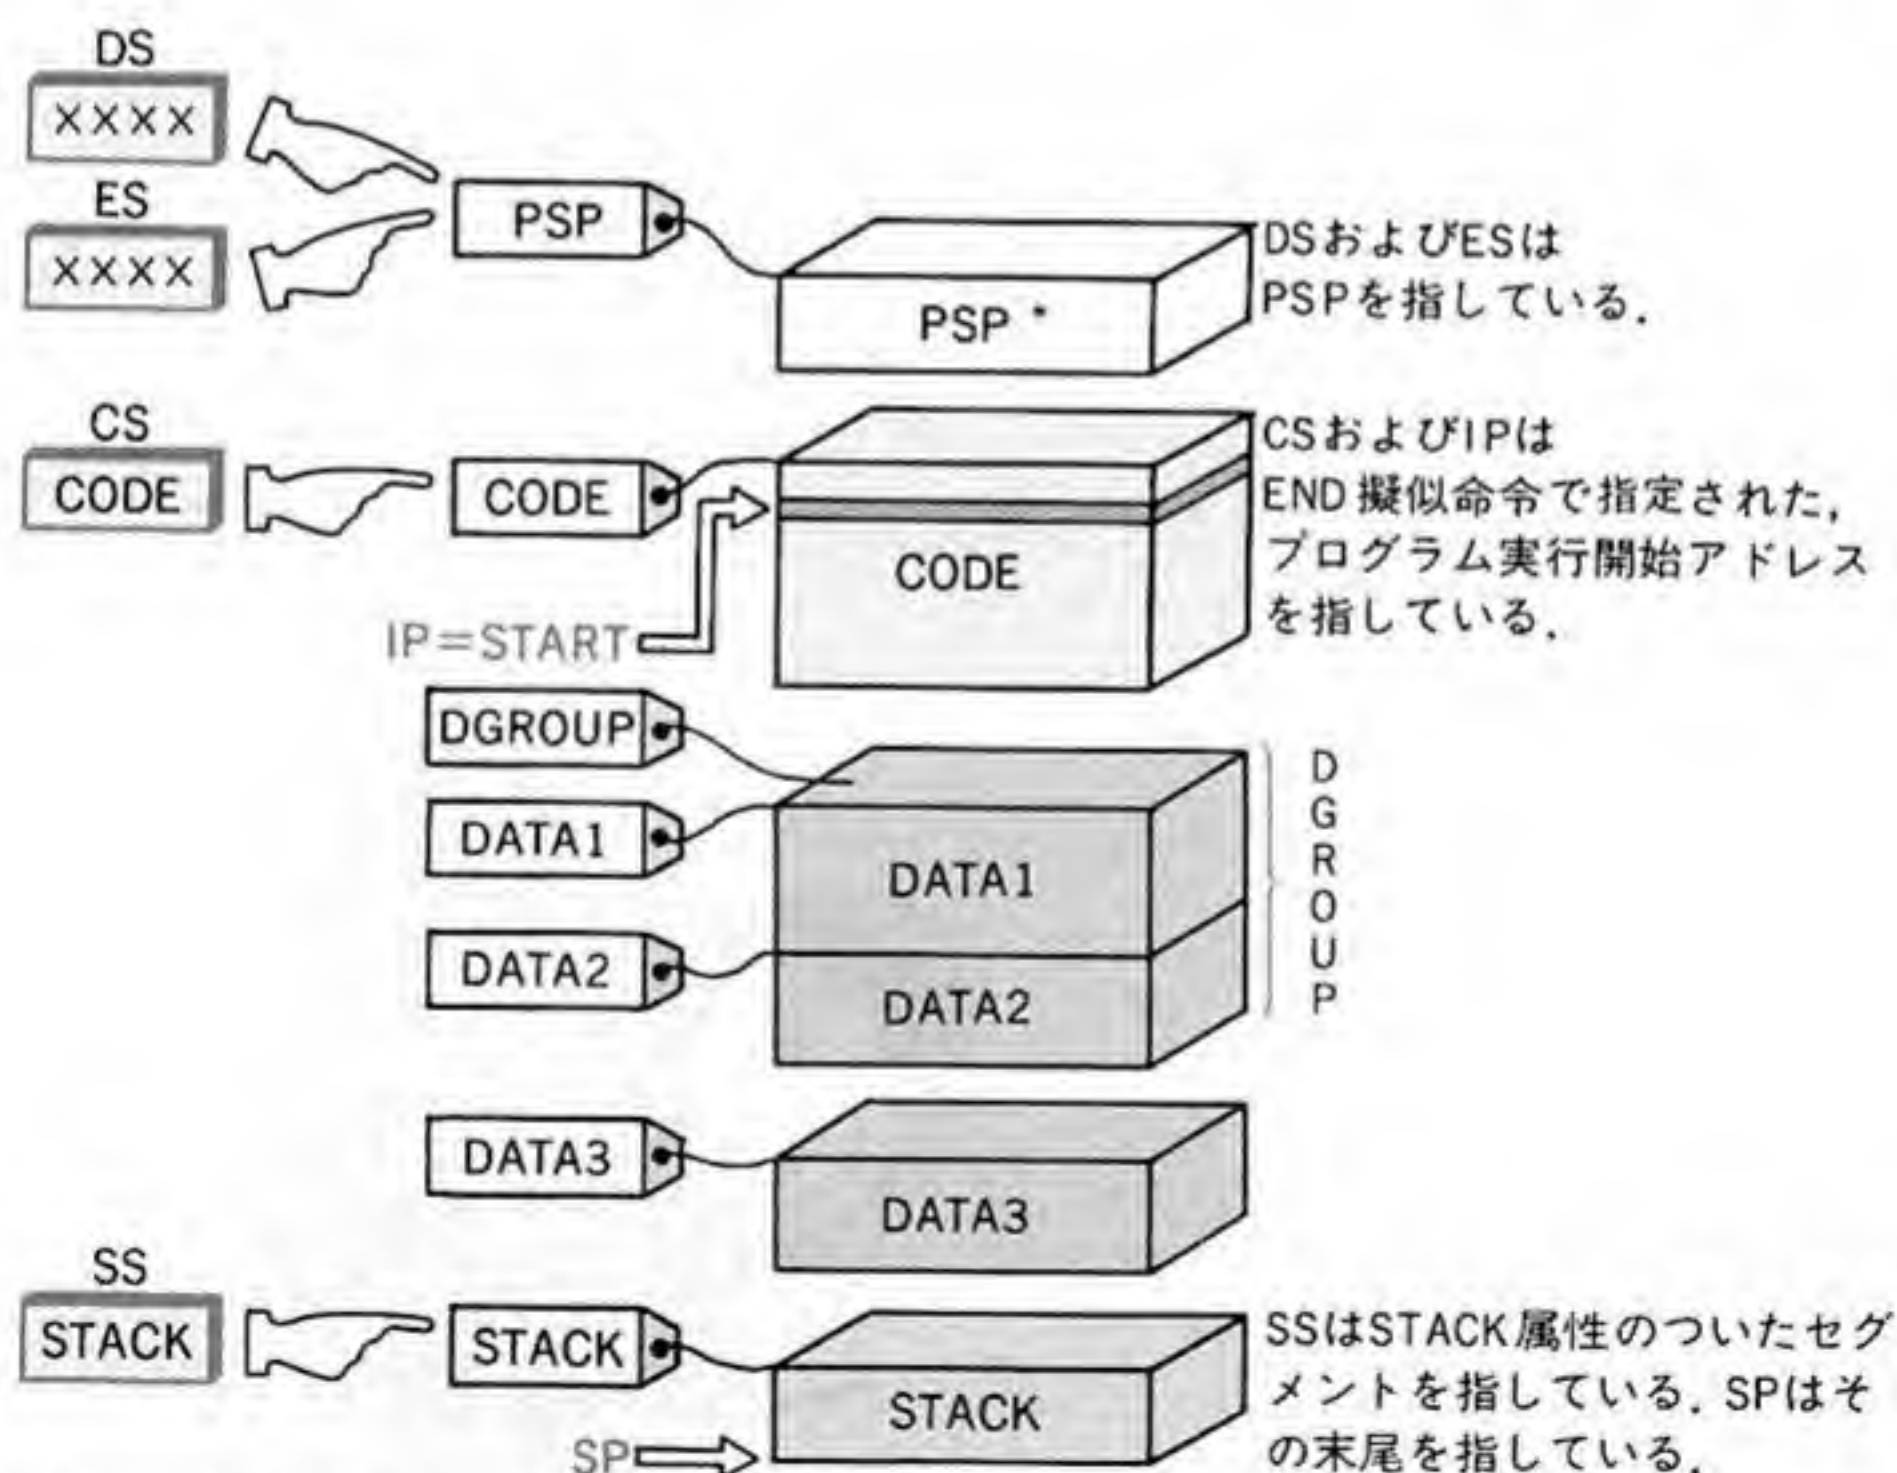 DS
××××
ES
××××
PSP
PSP *
DSおよびESは
PSPを指している.
CS
CODE
CODE
CODE
IP=START
CSおよびIPは
END擬似命令で指定された,
プログラム実行開始アドレス
を指している.
DGROUP
DATA1
DATA2
DATA1
DATA2
DGROUP
DATA3
DATA3
SS
STACK
STACK
STACK
SP
SSはSTACK属性のついたセグ
メントを指している. SPはそ
の末尾を指している.